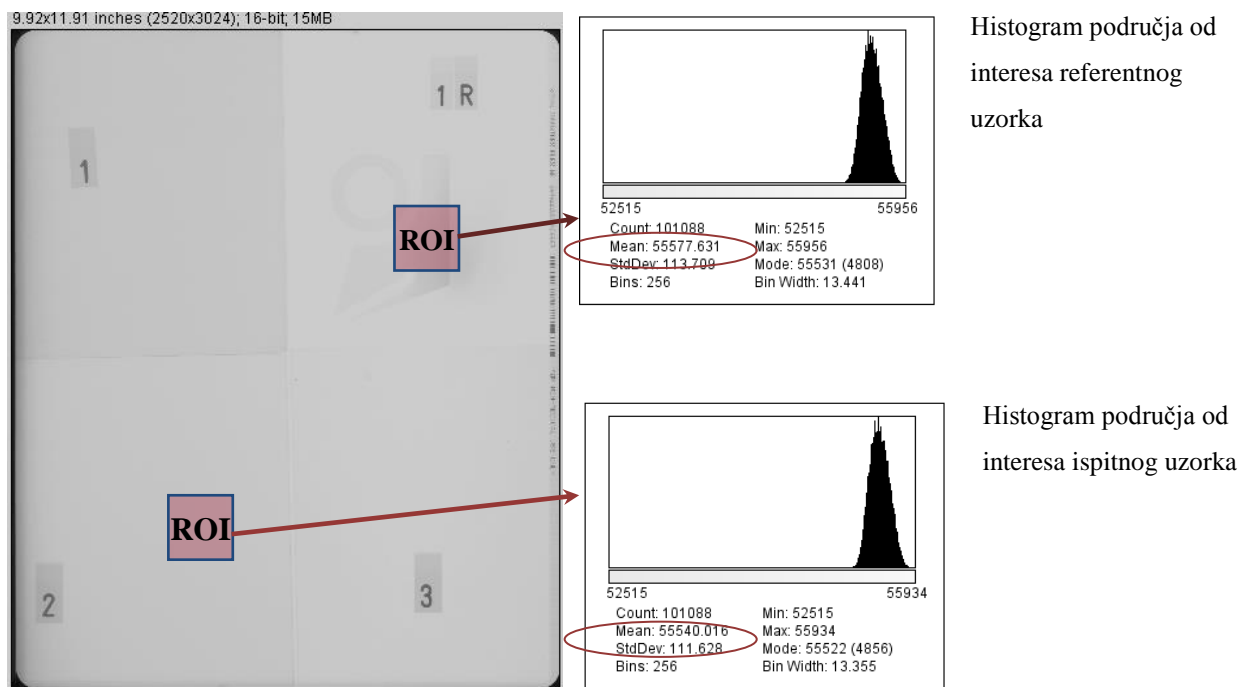 9.92x11.91 inches (2520x3024); 16-bit; 15MB
1 R
1
ROI
ROI
2
3
52515 55956
Count: 101088 Min: 52515
Mean: 55577.631 Max: 55956
StdDev: 113.709 Mode: 55531 (4808)
Bins: 256 Bin Width: 13.441
Histogram područja od
interesa referentnog
uzorka
52515 55934
Count: 101088 Min: 52515
Mean: 55540.016 Max: 55934
StdDev: 111.628 Mode: 55522 (4856)
Bins: 256 Bin Width: 13.355
Histogram područja od
interesa ispitnog uzorka